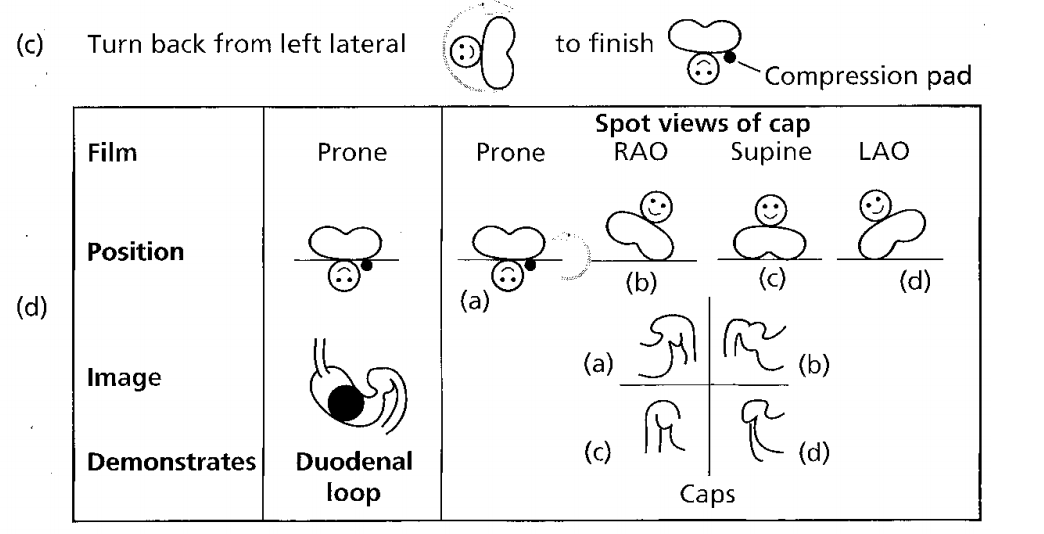 (c) Turn back from left lateral to finish
Compression pad
Spot views of cap
Film Prone Prone RAO Supine LAO
Position
(d)
(a) (b) (c) (d)
Image
(a) (b)
(c) (d)
Demonstrates Duodenal loop
Caps